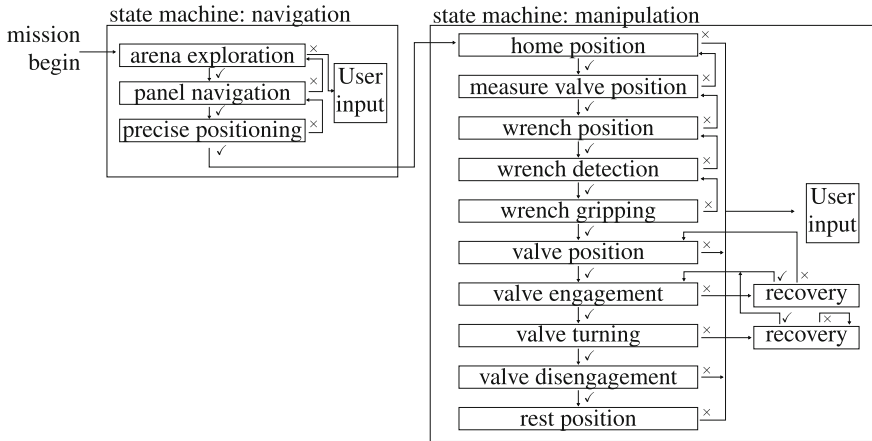 state machine: navigation
state machine: manipulation
mission
begin
arena exploration
×
✓
panel navigation
×
✓
precise positioning
×
✓
User
input
home position
×
✓
measure valve position
×
✓
wrench position
×
✓
wrench detection
×
✓
wrench gripping
×
✓
valve position
×
✓
valve engagement
×
✓
valve turning
×
✓
valve disengagement
×
✓
rest position
×
User
input
✓
×
recovery
✓
×
recovery